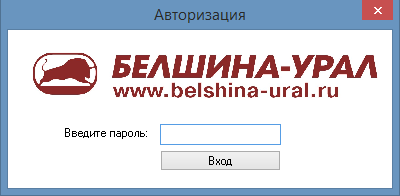 Авторизация
БЕЛШИНА-УРАЛ
www.belshina-ural.ru
Введите пароль:
Вход